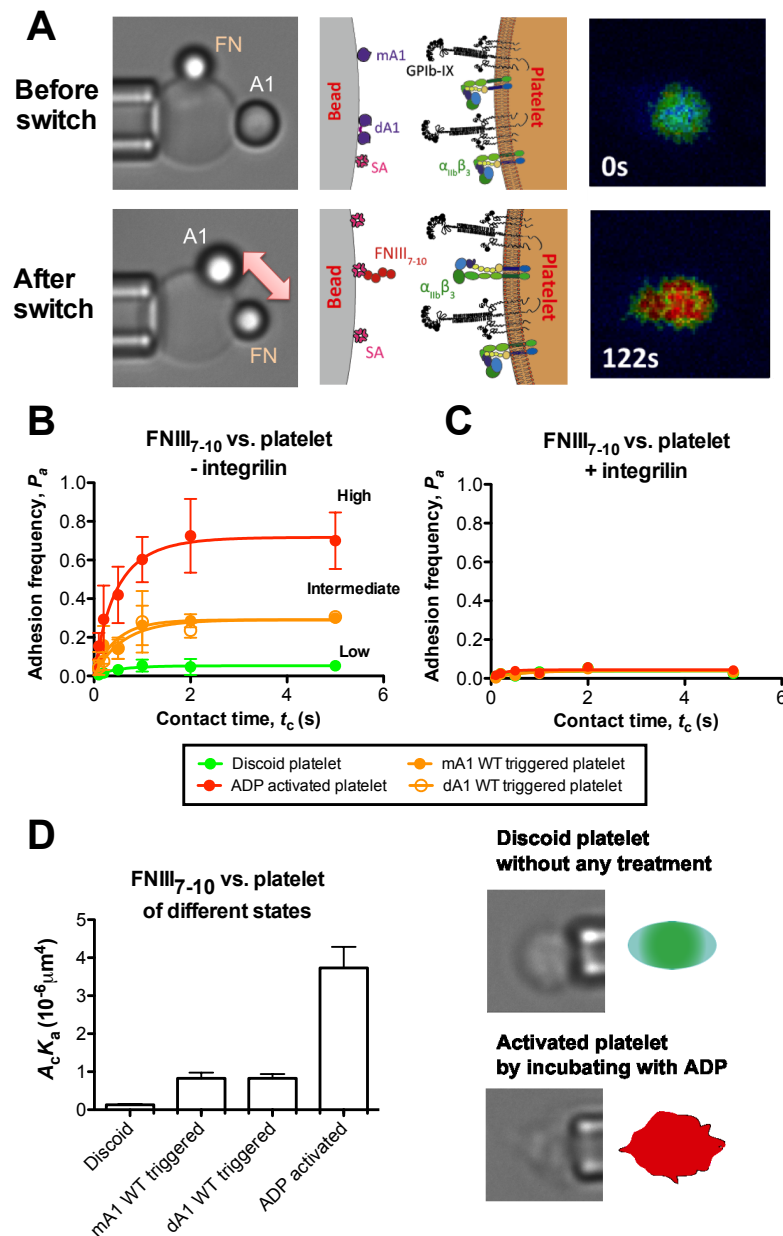 A
Before
switch
FN
A1
Bead
mA1
dA1
SA
GPIb-IX
Platelet
αIIbβ3
0s
After
switch
A1
FN
Bead
FNIII7-10
SA
αIIbβ3
Platelet
122s
B
FNIII7-10 vs. platelet
- integrilin
Adhesion frequency, Pa
1.0
0.8
0.6
0.4
0.2
0.0
0
2
4
6
High
Intermediate
Low
Contact time, tc (s)
C
FNIII7-10 vs. platelet
+ integrilin
Adhesion frequency, Pa
1.0
0.8
0.6
0.4
0.2
0.0
0
2
4
6
Contact time, tc (s)
Discoid platelet
mA1 WT triggered platelet
ADP activated platelet
dA1 WT triggered platelet
D
FNIII7-10 vs. platelet
of different states
AcKa (10-6μm4)
5
4
3
2
1
0
Discoid
mA1 WT triggered
dA1 WT triggered
ADP activated
Discoid platelet
without any treatment
Activated platelet
by incubating with ADP